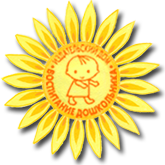 ИЗДАТЕЛЬСКИЙ ДОМ
ВОСПИТАНИЕ ДОШКОЛЬНИКА